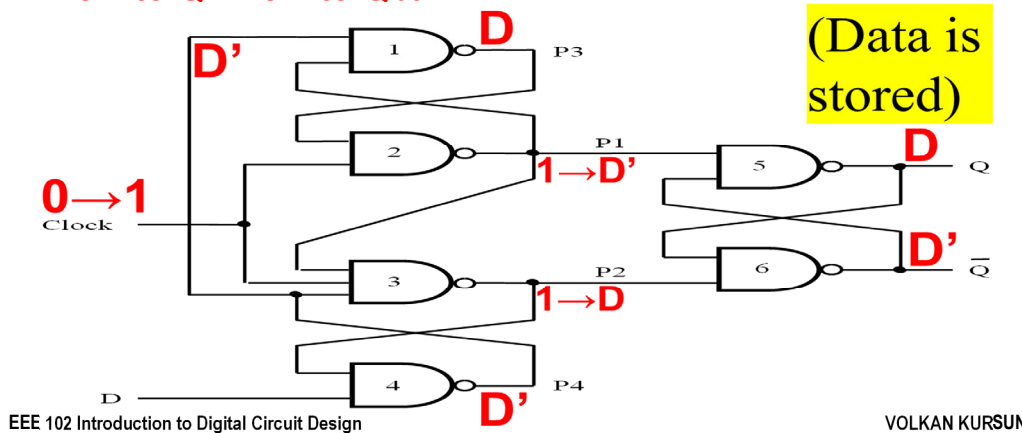 D
D'
1
P3
(Data is
stored)
2
P1
1→D'
5
D
Q
0→1
Clock
D'
3
P2
6
Q̅
1→D
4
P4
D
D'
EEE 102 Introduction to Digital Circuit Design
VOLKAN KURSUN